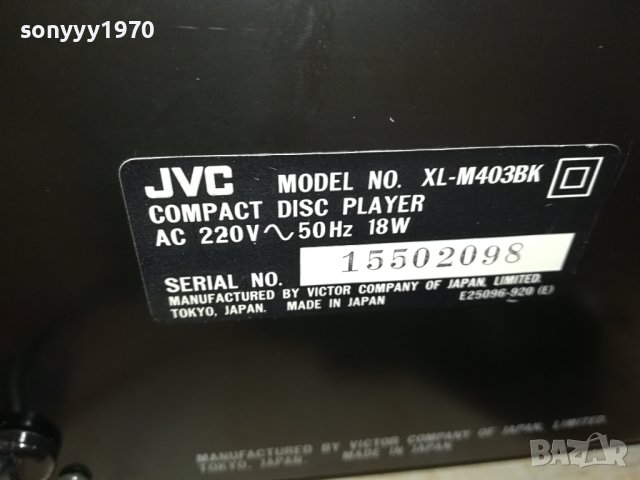 sonyyy1970
JVC MODEL NO. XL-M403BK
COMPACT DISC PLAYER
AC 220V ~ 50Hz 18W
SERIAL NO. 15502098
MANUFACTURED BY VICTOR COMPANY OF JAPAN, LIMITED.
TOKYO, JAPAN. MADE IN JAPAN E25096-920 (E)
MANUFACTURED BY VICTOR COMPANY OF JAPAN, LIMITED.
TOKYO, JAPAN. MADE IN JAPAN
BAZAR